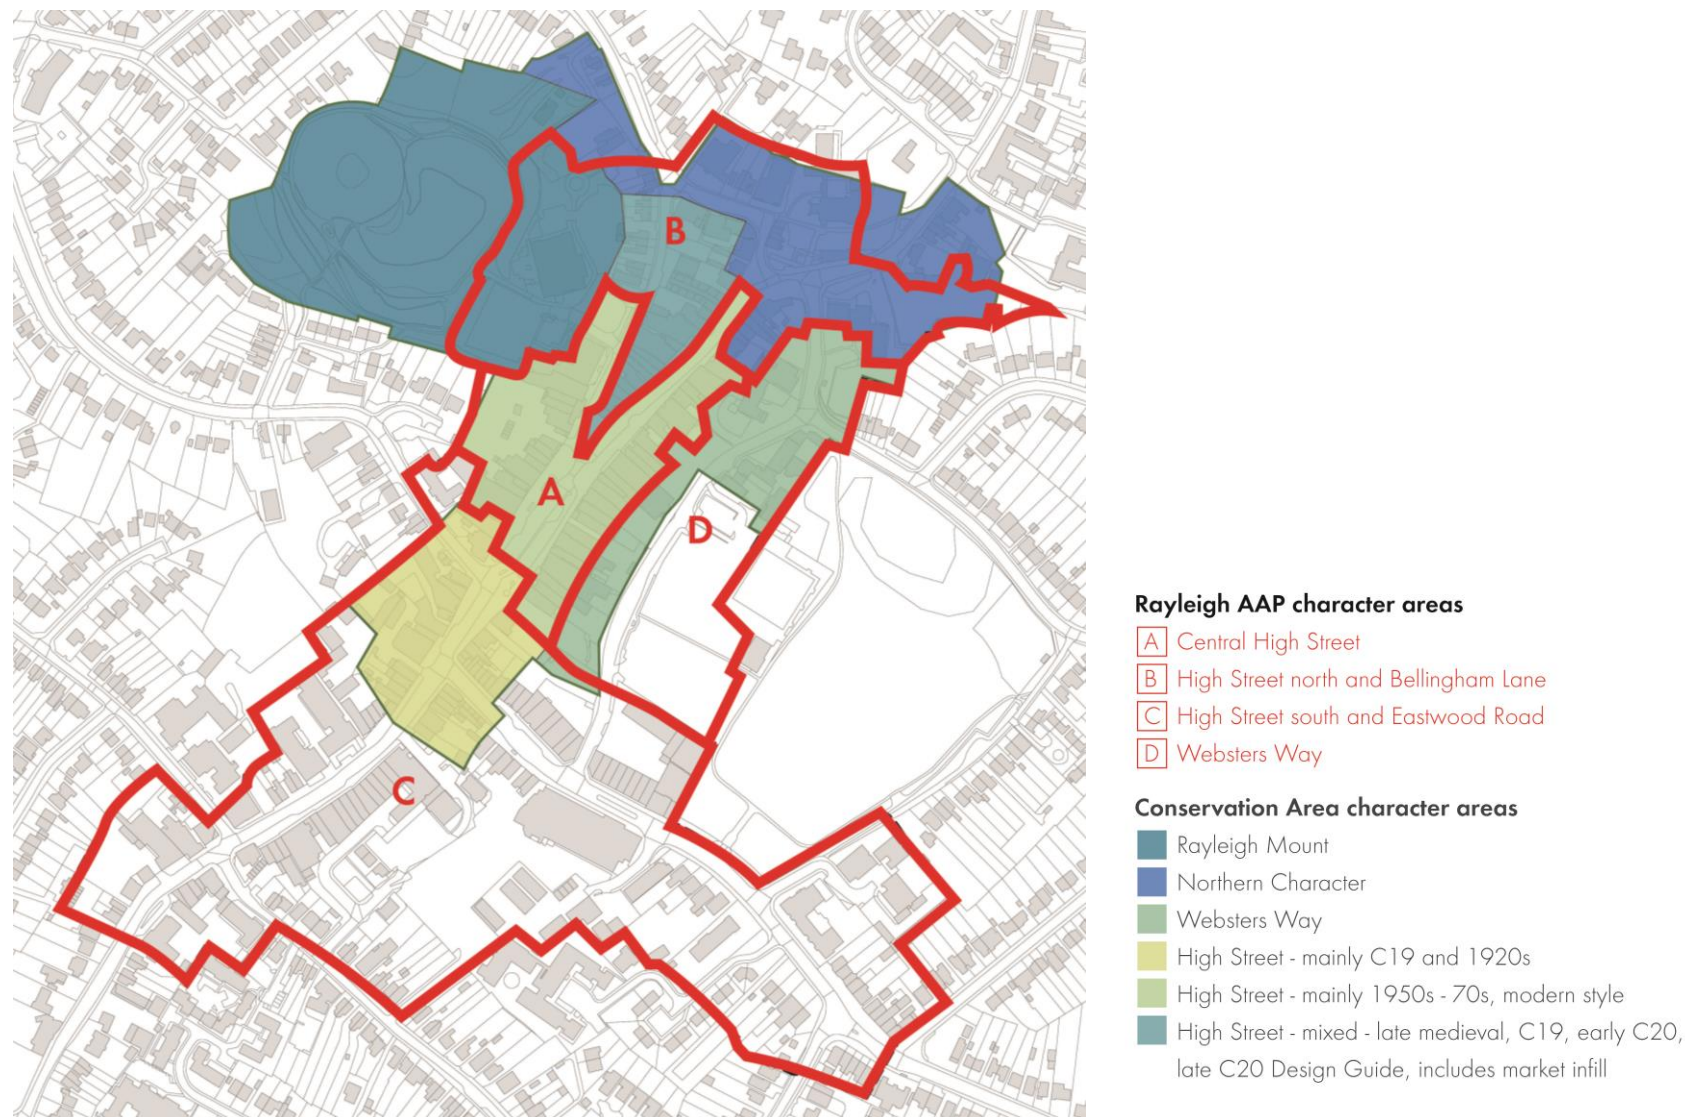 B
A
D
C
Rayleigh AAP character areas
A Central High Street
B High Street north and Bellingham Lane
C High Street south and Eastwood Road
D Websters Way
Conservation Area character areas
Rayleigh Mount
Northern Character
Websters Way
High Street - mainly C19 and 1920s
High Street - mainly 1950s - 70s, modern style
High Street - mixed - late medieval, C19, early C20,
late C20 Design Guide, includes market infill